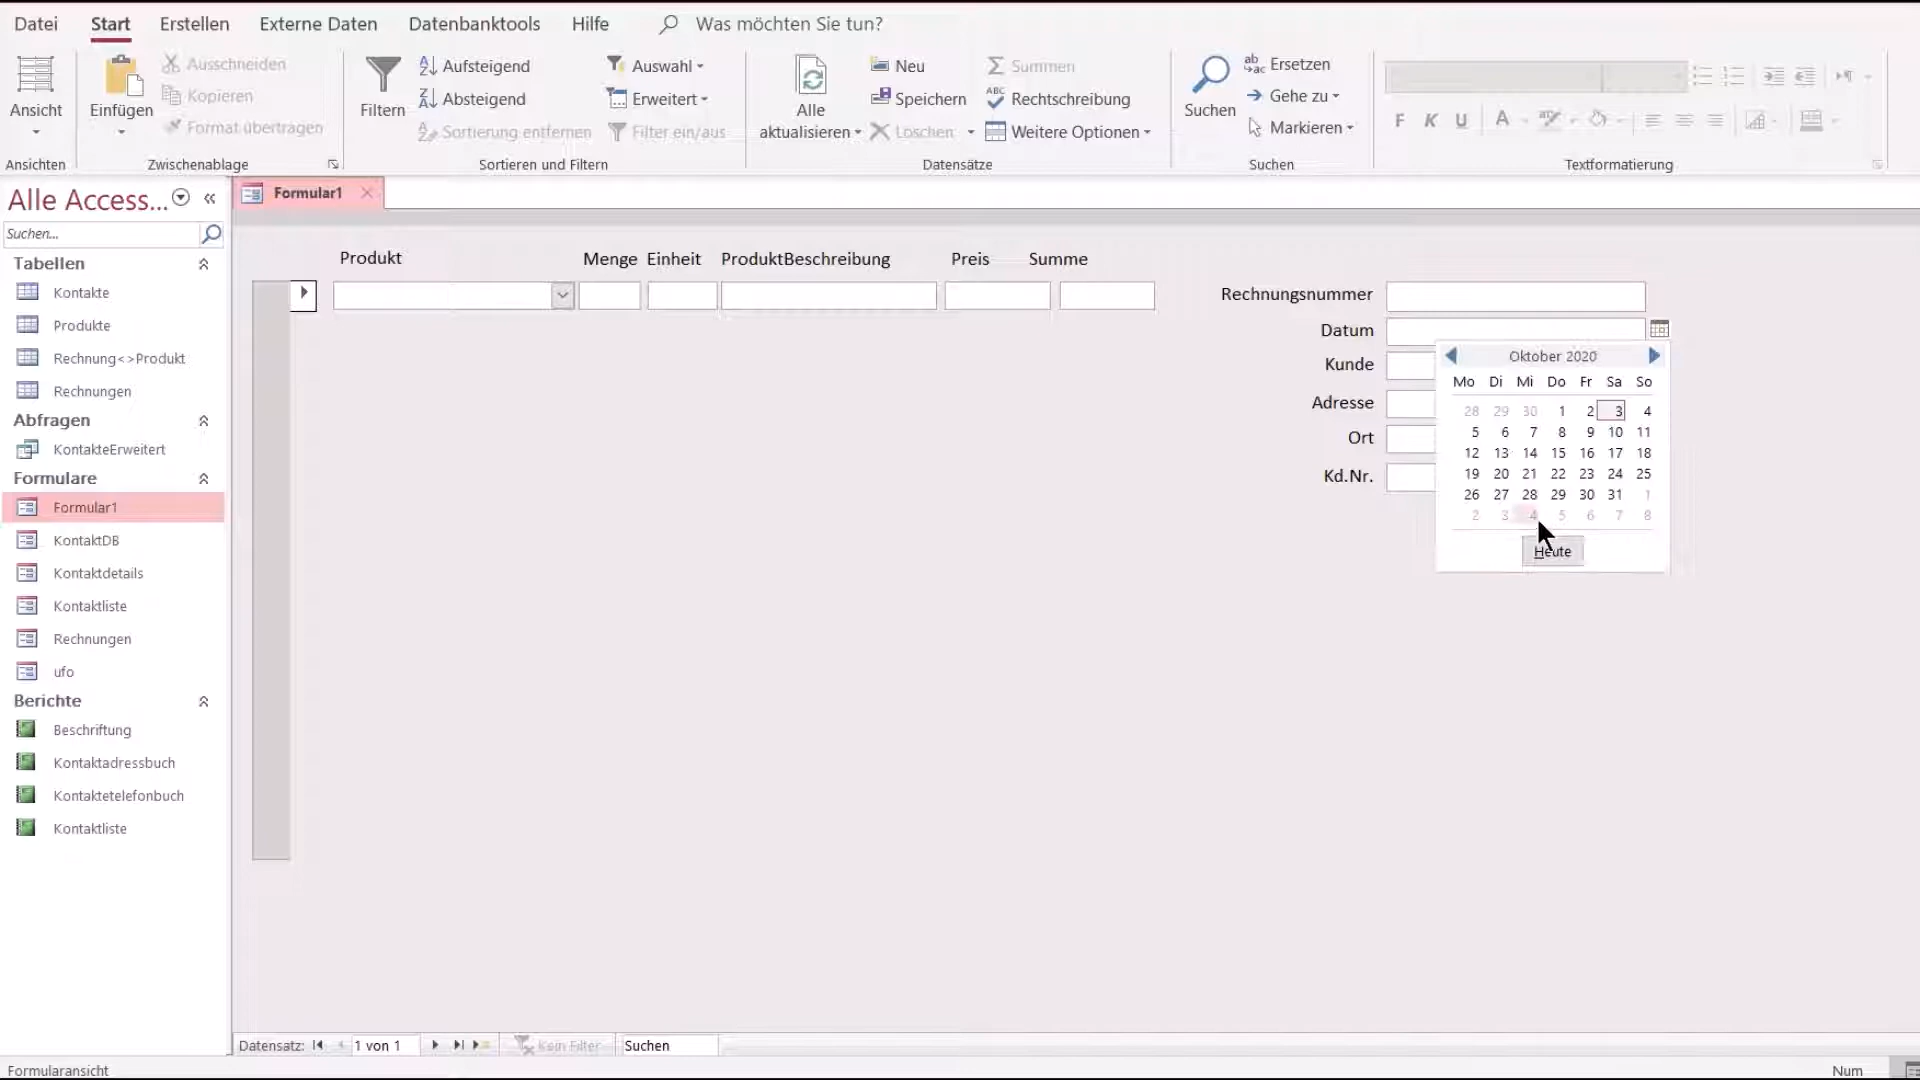 Datei Start Erstellen Externe Daten Datenbanktools Hilfe Was möchten Sie tun?
Ansicht
Einfügen
Ausschneiden
Kopieren
Format übertragen
Filtern
Aufsteigend
Absteigend
Sortierung entfernen
Auswahl
Erweitert
Filter ein/aus
Alle
aktualisieren
Neu
Speichern
Löschen
Summen
Rechtschreibung
Weitere Optionen
Suchen
Ersetzen
Gehe zu
Markieren
F K U A
Ansichten Zwischenablage Sortieren und Filtern Datensätze Suchen Textformatierung
Alle Access...
Suchen...
Tabellen
Kontakte
Produkte
Rechnung<>Produkt
Rechnungen
Abfragen
KontakteErweitert
Formulare
Formular1
KontaktDB
Kontaktdetails
Kontaktliste
Rechnungen
ufo
Berichte
Beschriftung
Kontaktadressbuch
Kontaktetelefonbuch
Kontaktliste
Formular1
Produkt Menge Einheit ProduktBeschreibung Preis Summe
Rechnungsnummer
Datum
Kunde
Adresse
Ort
Kd.Nr.
Oktober 2020
Mo Di Mi Do Fr Sa So
28 29 30 1 2 3 4
5 6 7 8 9 10 11
12 13 14 15 16 17 18
19 20 21 22 23 24 25
26 27 28 29 30 31 1
2 3 4 5 6 7 8
Heute
Datensatz: 1 von 1 Kein Filter Suchen
Formularansicht Num